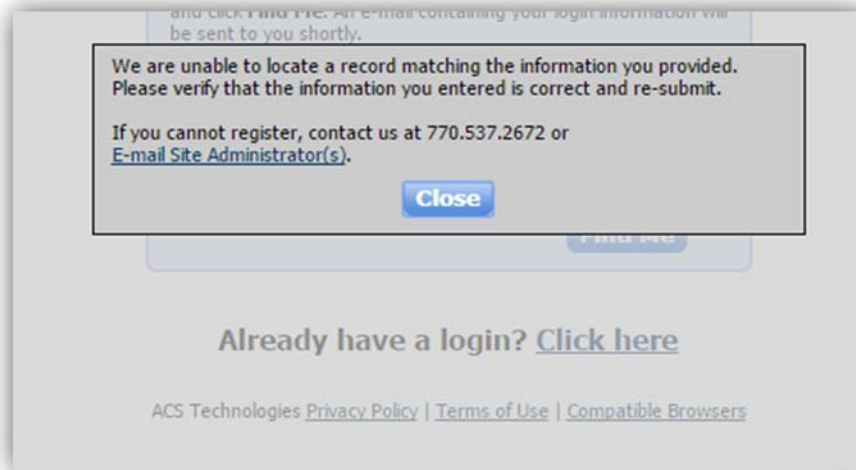 and click Find Me. An e-mail containing your login information will
be sent to you shortly.
We are unable to locate a record matching the information you provided.
Please verify that the information you entered is correct and re-submit.
If you cannot register, contact us at 770.537.2672 or
E-mail Site Administrator(s).
Close
Find Me
Already have a login? Click here
ACS Technologies Privacy Policy | Terms of Use | Compatible Browsers